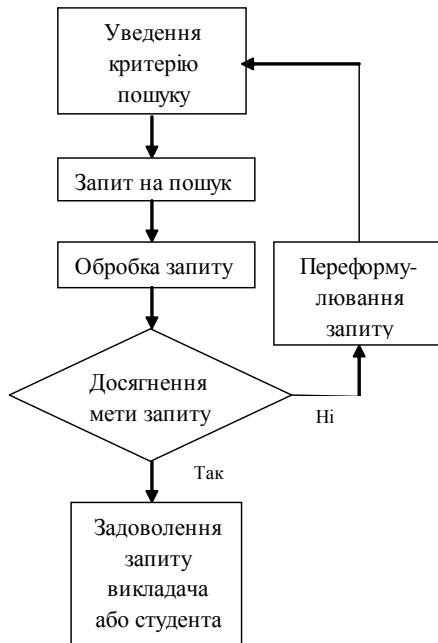 Уведення
критерію
пошуку
Запит на пошук
Обробка запиту
Переформу-
лювання
запиту
Досягнення
мети запиту
Ні
Так
Задоволення
запиту
викладача
або студента